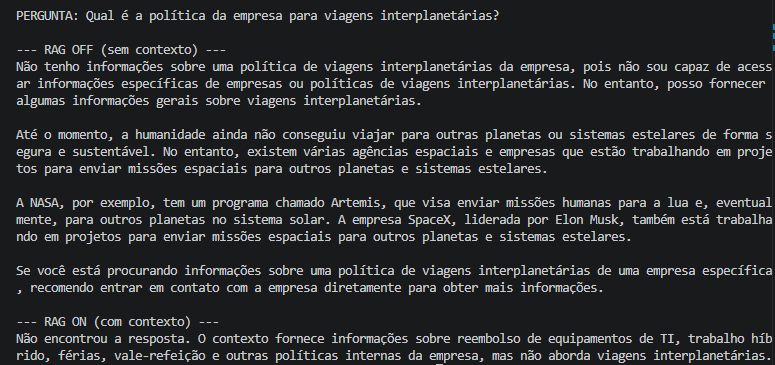 PERGUNTA: Qual é a política da empresa para viagens interplanetárias?
--- RAG OFF (sem contexto) ---
Não tenho informações sobre uma política de viagens interplanetárias da empresa, pois não sou capaz de acess
ar informações específicas de empresas ou políticas de viagens interplanetárias. No entanto, posso fornecer
algumas informações gerais sobre viagens interplanetárias.
Até o momento, a humanidade ainda não conseguiu viajar para outras planetas ou sistemas estelares de forma s
egura e sustentável. No entanto, existem várias agências espaciais e empresas que estão trabalhando em proje
tos para enviar missões espaciais para outros planetas e sistemas estelares.
A NASA, por exemplo, tem um programa chamado Artemis, que visa enviar missões humanas para a lua e, eventual
mente, para outros planetas no sistema solar. A empresa SpaceX, liderada por Elon Musk, também está trabalha
ndo em projetos para enviar missões espaciais para outros planetas e sistemas estelares.
Se você está procurando informações sobre uma política de viagens interplanetárias de uma empresa específica
, recomendo entrar em contato com a empresa diretamente para obter mais informações.
--- RAG ON (com contexto) ---
Não encontrou a resposta. O contexto fornece informações sobre reembolso de equipamentos de TI, trabalho híb
rido, férias, vale-refeição e outras políticas internas da empresa, mas não aborda viagens interplanetárias.